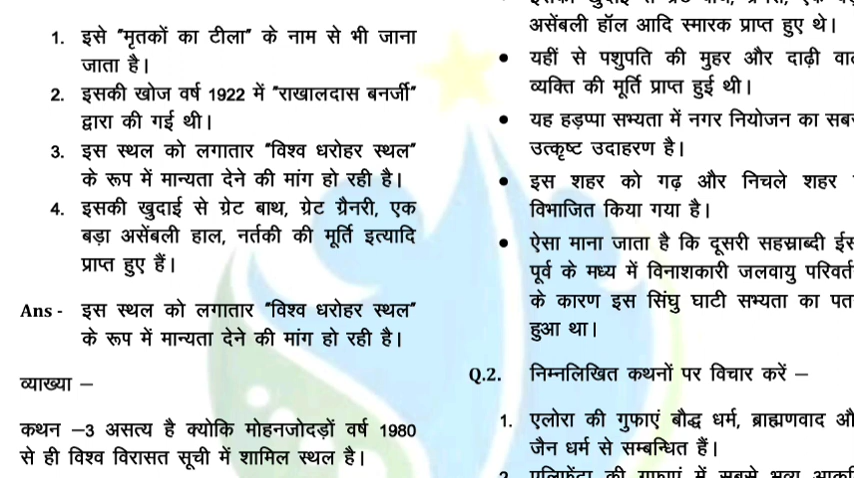 1. इसे "मृतकों का टीला" के नाम से भी जाना
जाता है।
2. इसकी खोज वर्ष 1922 में "राखालदास बनर्जी"
द्वारा की गई थी।
3. इस स्थल को लगातार "विश्व धरोहर स्थल"
के रूप में मान्यता देने की मांग हो रही है।
4. इसकी खुदाई से ग्रेट बाथ, ग्रेट ग्रैनरी, एक
बड़ा असेंबली हाल, नर्तकी की मूर्ति इत्यादि
प्राप्त हुए हैं।
Ans - इस स्थल को लगातार "विश्व धरोहर स्थल"
के रूप में मान्यता देने की मांग हो रही है।
व्याख्या –
कथन –3 असत्य है क्योकि मोहनजोदड़ों वर्ष 1980
से ही विश्व विरासत सूची में शामिल स्थल है।
असेंबली हॉल आदि स्मारक प्राप्त हुए थे।
• यहीं से पशुपति की मुहर और दाढ़ी
व्यक्ति की मूर्ति प्राप्त हुई थी।
• यह हड़प्पा सभ्यता में नगर नियोजन का
उत्कृष्ट उदाहरण है।
• इस शहर को गढ़ और निचले शहर
विभाजित किया गया है।
• ऐसा माना जाता है कि दूसरी सहस्राब्दी
पूर्व के मध्य में विनाशकारी जलवायु
के कारण इस सिंघु घाटी सभ्यता का
हुआ था।
Q.2. निम्नलिखित कथनों पर विचार करें –
1. एलोरा की गुफाएं बौद्ध धर्म, ब्राह्मणवाद
जैन धर्म से सम्बन्धित हैं।